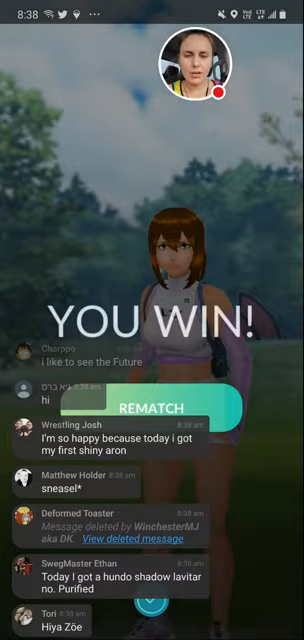 8:38
YOU WIN!
Charppo
i like to see the Future
גיא ברס 8:38 am
hi
REMATCH
Wrestling Josh 8:38 am
I'm so happy because today i got
my first shiny aron
Matthew Holder 8:38 am
sneasel*
Deformed Toaster 8:38 am
Message deleted by WinchesterMJ
aka DK. View deleted message
SwegMaster Ethan 8:38 am
Today I got a hundo shadow lavitar
no. Purified
Tori 8:38 am
Hiya Zöe